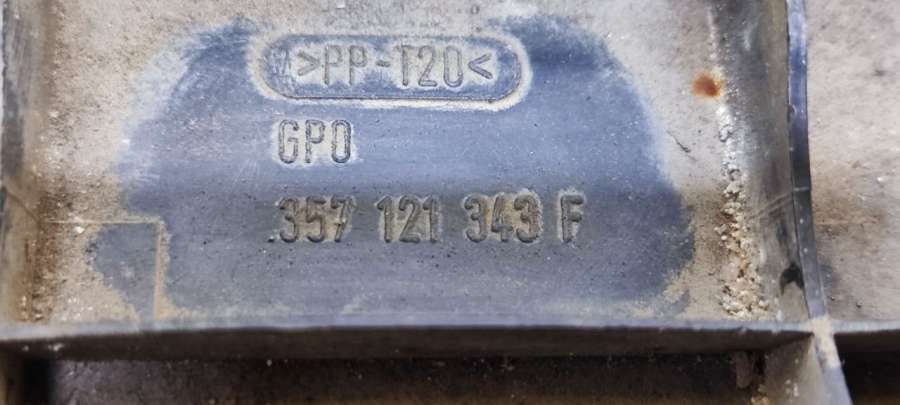 >PP-T20<
GPO
357 121 343 F